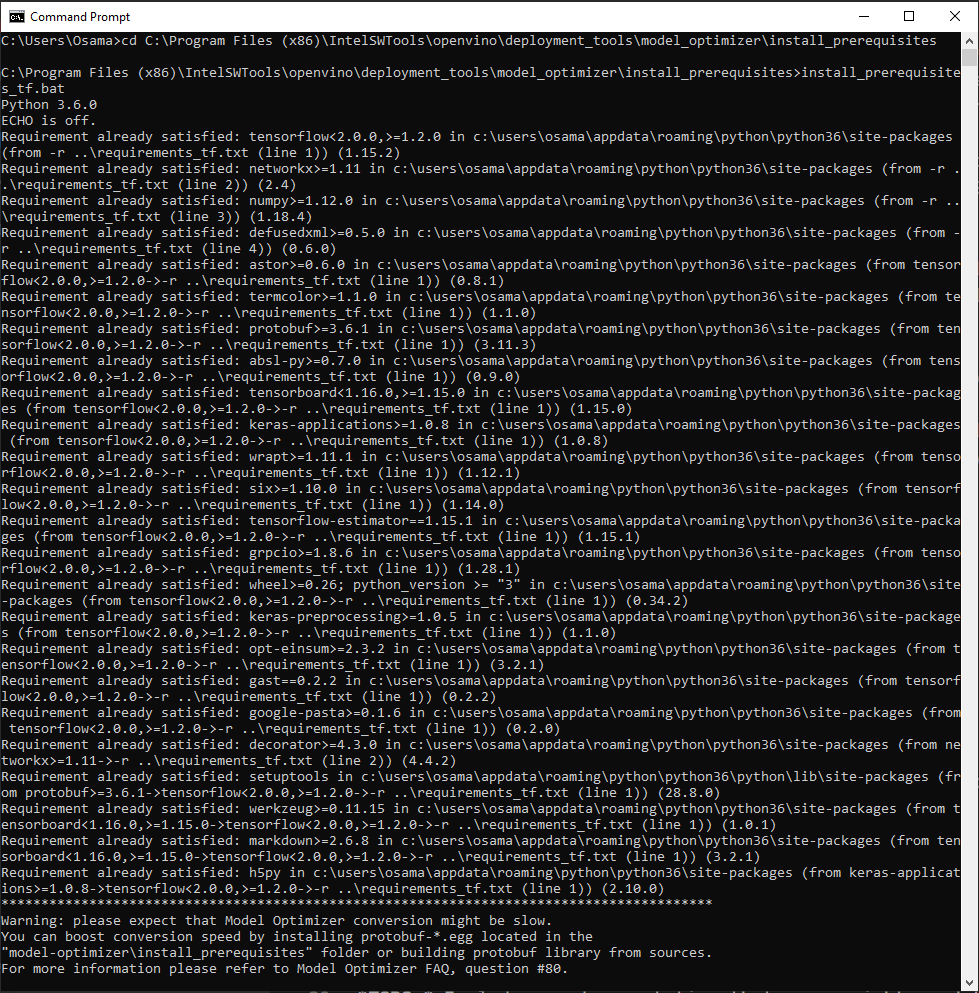 Command Prompt
C:\Users\Osama>cd C:\Program Files (x86)\IntelSWTools\openvino\deployment_tools\model_optimizer\install_prerequisites
C:\Program Files (x86)\IntelSWTools\openvino\deployment_tools\model_optimizer\install_prerequisites>install_prerequisite
s_tf.bat
Python 3.6.0
ECHO is off.
Requirement already satisfied: tensorflow<2.0.0,>=1.2.0 in c:\users\osama\appdata\roaming\python\python36\site-packages
(from -r ..\requirements_tf.txt (line 1)) (1.15.2)
Requirement already satisfied: networkx>=1.11 in c:\users\osama\appdata\roaming\python\python36\site-packages (from -r .
.\requirements_tf.txt (line 2)) (2.4)
Requirement already satisfied: numpy>=1.12.0 in c:\users\osama\appdata\roaming\python\python36\site-packages (from -r ..
\requirements_tf.txt (line 3)) (1.18.4)
Requirement already satisfied: defusedxml>=0.5.0 in c:\users\osama\appdata\roaming\python\python36\site-packages (from -
r ..\requirements_tf.txt (line 4)) (0.6.0)
Requirement already satisfied: astor>=0.6.0 in c:\users\osama\appdata\roaming\python\python36\site-packages (from tensor
flow<2.0.0,>=1.2.0->-r ..\requirements_tf.txt (line 1)) (0.8.1)
Requirement already satisfied: termcolor>=1.1.0 in c:\users\osama\appdata\roaming\python\python36\site-packages (from te
nsorflow<2.0.0,>=1.2.0->-r ..\requirements_tf.txt (line 1)) (1.1.0)
Requirement already satisfied: protobuf>=3.6.1 in c:\users\osama\appdata\roaming\python\python36\site-packages (from ten
sorflow<2.0.0,>=1.2.0->-r ..\requirements_tf.txt (line 1)) (3.11.3)
Requirement already satisfied: absl-py>=0.7.0 in c:\users\osama\appdata\roaming\python\python36\site-packages (from tens
orflow<2.0.0,>=1.2.0->-r ..\requirements_tf.txt (line 1)) (0.9.0)
Requirement already satisfied: tensorboard<1.16.0,>=1.15.0 in c:\users\osama\appdata\roaming\python\python36\site-packag
es (from tensorflow<2.0.0,>=1.2.0->-r ..\requirements_tf.txt (line 1)) (1.15.0)
Requirement already satisfied: keras-applications>=1.0.8 in c:\users\osama\appdata\roaming\python\python36\site-packages
(from tensorflow<2.0.0,>=1.2.0->-r ..\requirements_tf.txt (line 1)) (1.0.8)
Requirement already satisfied: wrapt>=1.11.1 in c:\users\osama\appdata\roaming\python\python36\site-packages (from tenso
rflow<2.0.0,>=1.2.0->-r ..\requirements_tf.txt (line 1)) (1.12.1)
Requirement already satisfied: six>=1.10.0 in c:\users\osama\appdata\roaming\python\python36\site-packages (from tensorf
low<2.0.0,>=1.2.0->-r ..\requirements_tf.txt (line 1)) (1.14.0)
Requirement already satisfied: tensorflow-estimator==1.15.1 in c:\users\osama\appdata\roaming\python\python36\site-packa
ges (from tensorflow<2.0.0,>=1.2.0->-r ..\requirements_tf.txt (line 1)) (1.15.1)
Requirement already satisfied: grpcio>=1.8.6 in c:\users\osama\appdata\roaming\python\python36\site-packages (from tenso
rflow<2.0.0,>=1.2.0->-r ..\requirements_tf.txt (line 1)) (1.28.1)
Requirement already satisfied: wheel>=0.26; python_version >= "3" in c:\users\osama\appdata\roaming\python\python36\site
-packages (from tensorflow<2.0.0,>=1.2.0->-r ..\requirements_tf.txt (line 1)) (0.34.2)
Requirement already satisfied: keras-preprocessing>=1.0.5 in c:\users\osama\appdata\roaming\python\python36\site-package
s (from tensorflow<2.0.0,>=1.2.0->-r ..\requirements_tf.txt (line 1)) (1.1.0)
Requirement already satisfied: opt-einsum>=2.3.2 in c:\users\osama\appdata\roaming\python\python36\site-packages (from t
ensorflow<2.0.0,>=1.2.0->-r ..\requirements_tf.txt (line 1)) (3.2.1)
Requirement already satisfied: gast==0.2.2 in c:\users\osama\appdata\roaming\python\python36\site-packages (from tensorf
low<2.0.0,>=1.2.0->-r ..\requirements_tf.txt (line 1)) (0.2.2)
Requirement already satisfied: google-pasta>=0.1.6 in c:\users\osama\appdata\roaming\python\python36\site-packages (from
tensorflow<2.0.0,>=1.2.0->-r ..\requirements_tf.txt (line 1)) (0.2.0)
Requirement already satisfied: decorator>=4.3.0 in c:\users\osama\appdata\roaming\python\python36\site-packages (from ne
tworkx>=1.11->-r ..\requirements_tf.txt (line 2)) (4.4.2)
Requirement already satisfied: setuptools in c:\users\osama\appdata\roaming\python\python36\python\lib\site-packages (fr
om protobuf>=3.6.1->tensorflow<2.0.0,>=1.2.0->-r ..\requirements_tf.txt (line 1)) (28.8.0)
Requirement already satisfied: werkzeug>=0.11.15 in c:\users\osama\appdata\roaming\python\python36\site-packages (from t
ensorboard<1.16.0,>=1.15.0->tensorflow<2.0.0,>=1.2.0->-r ..\requirements_tf.txt (line 1)) (1.0.1)
Requirement already satisfied: markdown>=2.6.8 in c:\users\osama\appdata\roaming\python\python36\site-packages (from ten
sorboard<1.16.0,>=1.15.0->tensorflow<2.0.0,>=1.2.0->-r ..\requirements_tf.txt (line 1)) (3.2.1)
Requirement already satisfied: h5py in c:\users\osama\appdata\roaming\python\python36\site-packages (from keras-applicat
ions>=1.0.8->tensorflow<2.0.0,>=1.2.0->-r ..\requirements_tf.txt (line 1)) (2.10.0)
*****************************************************************************************
Warning: please expect that Model Optimizer conversion might be slow.
You can boost conversion speed by installing protobuf-*.egg located in the
"model-optimizer\install_prerequisites" folder or building protobuf library from sources.
For more information please refer to Model Optimizer FAQ, question #80.